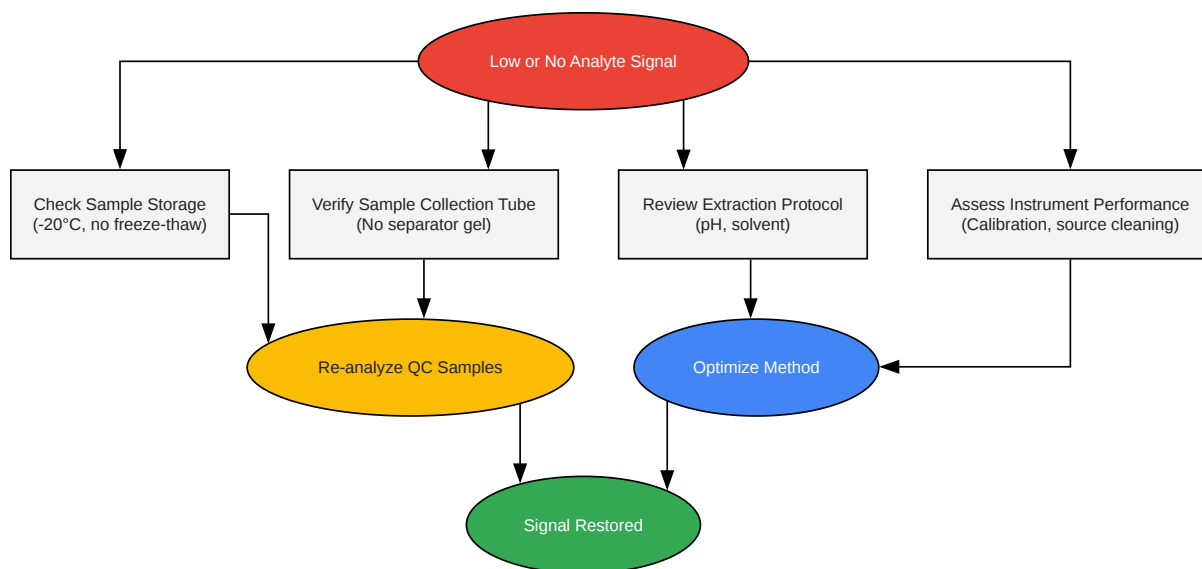 Low or No Analyte Signal
Check Sample Storage
(-20°C, no freeze-thaw)
Verify Sample Collection Tube
(No separator gel)
Review Extraction Protocol
(pH, solvent)
Assess Instrument Performance
(Calibration, source cleaning)
Re-analyze QC Samples
Optimize Method
Signal Restored